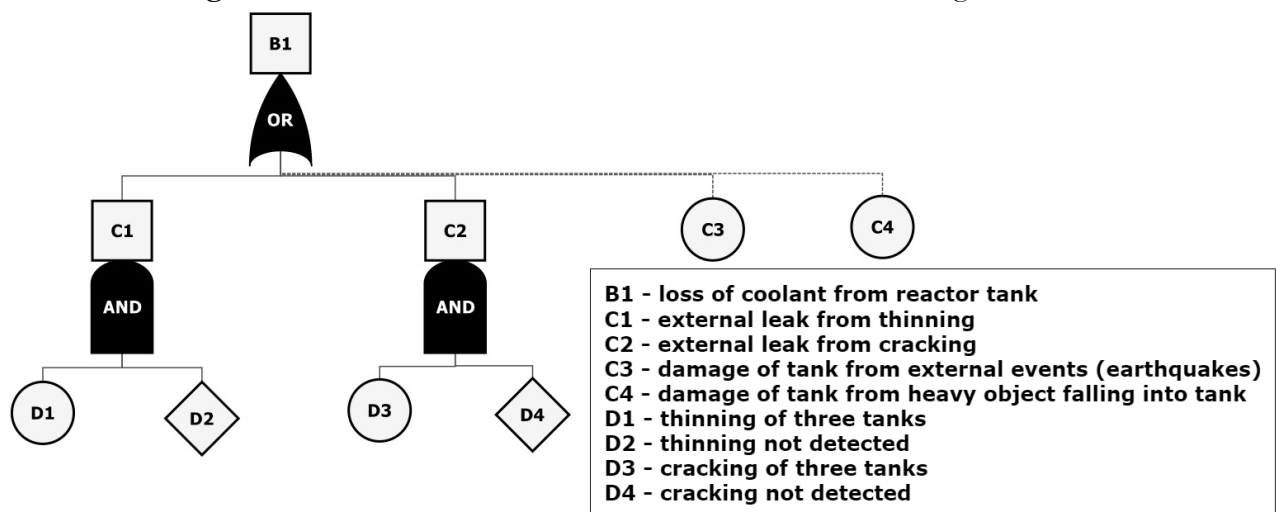 B1
OR
C1
C2
C3
C4
AND
AND
D1
D2
D3
D4
B1 - loss of coolant from reactor tank
C1 - external leak from thinning
C2 - external leak from cracking
C3 - damage of tank from external events (earthquakes)
C4 - damage of tank from heavy object falling into tank
D1 - thinning of three tanks
D2 - thinning not detected
D3 - cracking of three tanks
D4 - cracking not detected